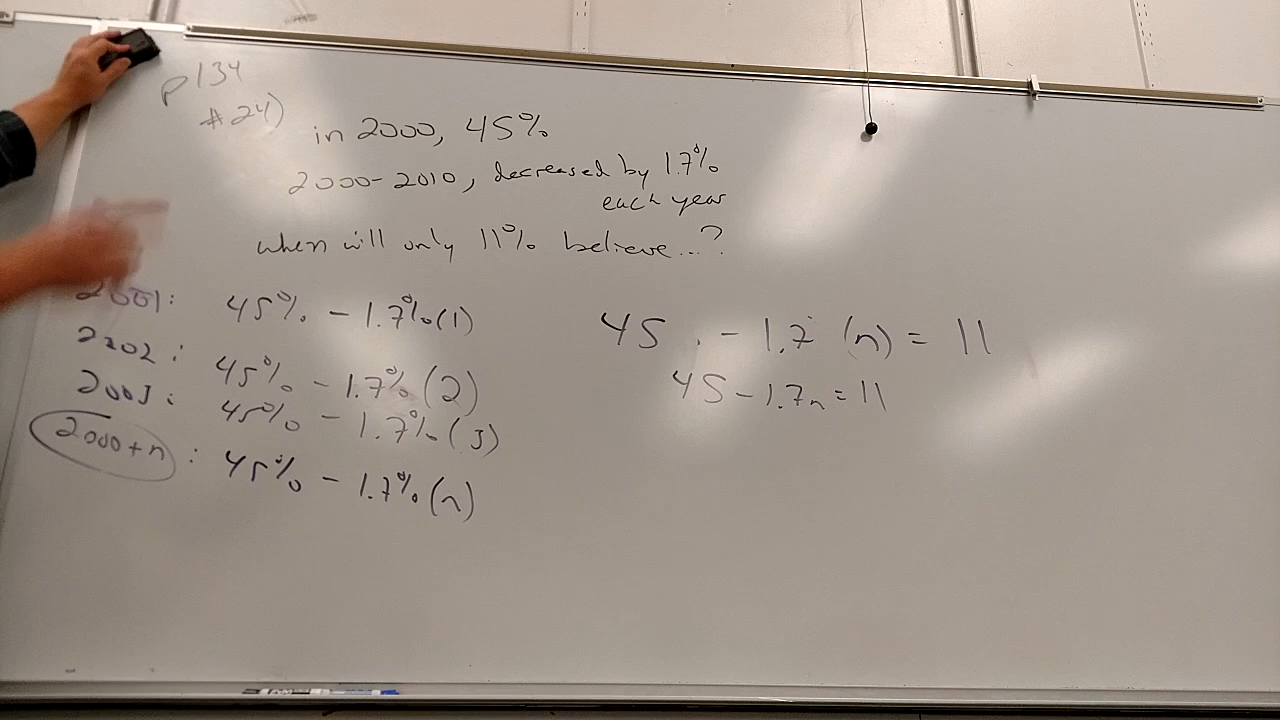 p134
#24)
in 2000, 45%
2000-2010, decreased by 1.7%
each year
when will only 11% believe...?
2001: 45% - 1.7%(1)
2002: 45% - 1.7% (2)
2003: 45% - 1.7% (3)
2000+n: 45% - 1.7% (n)
45 - 1.7 (n) = 11
45 - 1.7n = 11